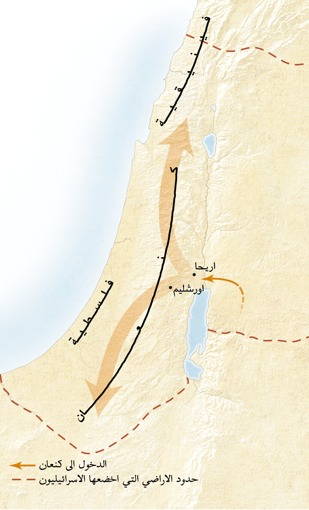 فينيقية
كنعان
فلسطية
اريحا
اورشليم
الدخول الى كنعان
حدود الاراضي التي اخضعها الاسرائيليون